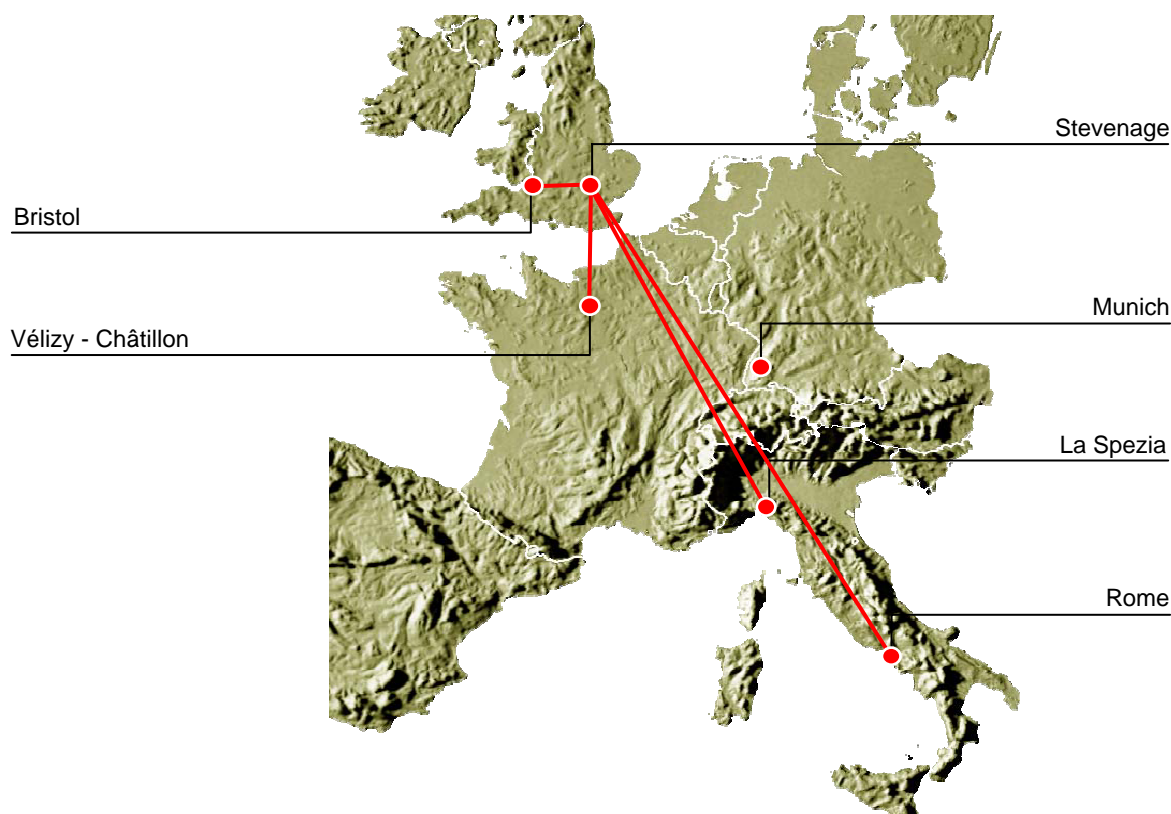 Stevenage
Bristol
Munich
Vélizy - Châtillon
La Spezia
Rome